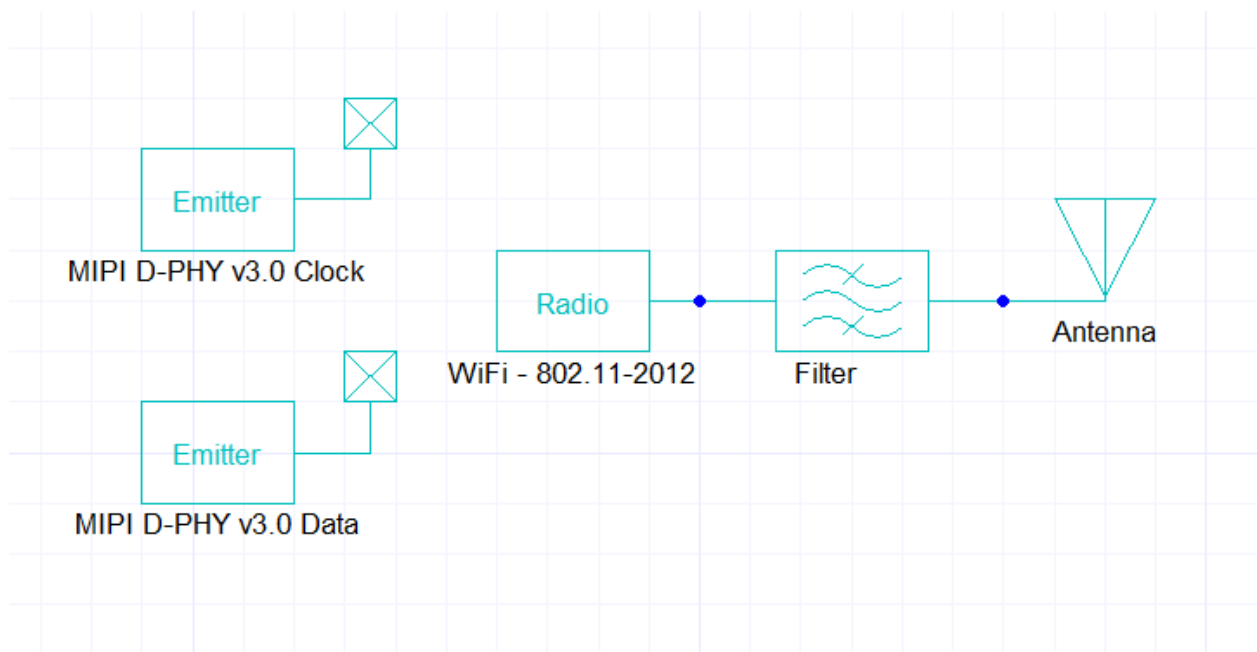 Emitter
MIPI D-PHY v3.0 Clock
Radio
WiFi - 802.11-2012
Filter
Antenna
Emitter
MIPI D-PHY v3.0 Data